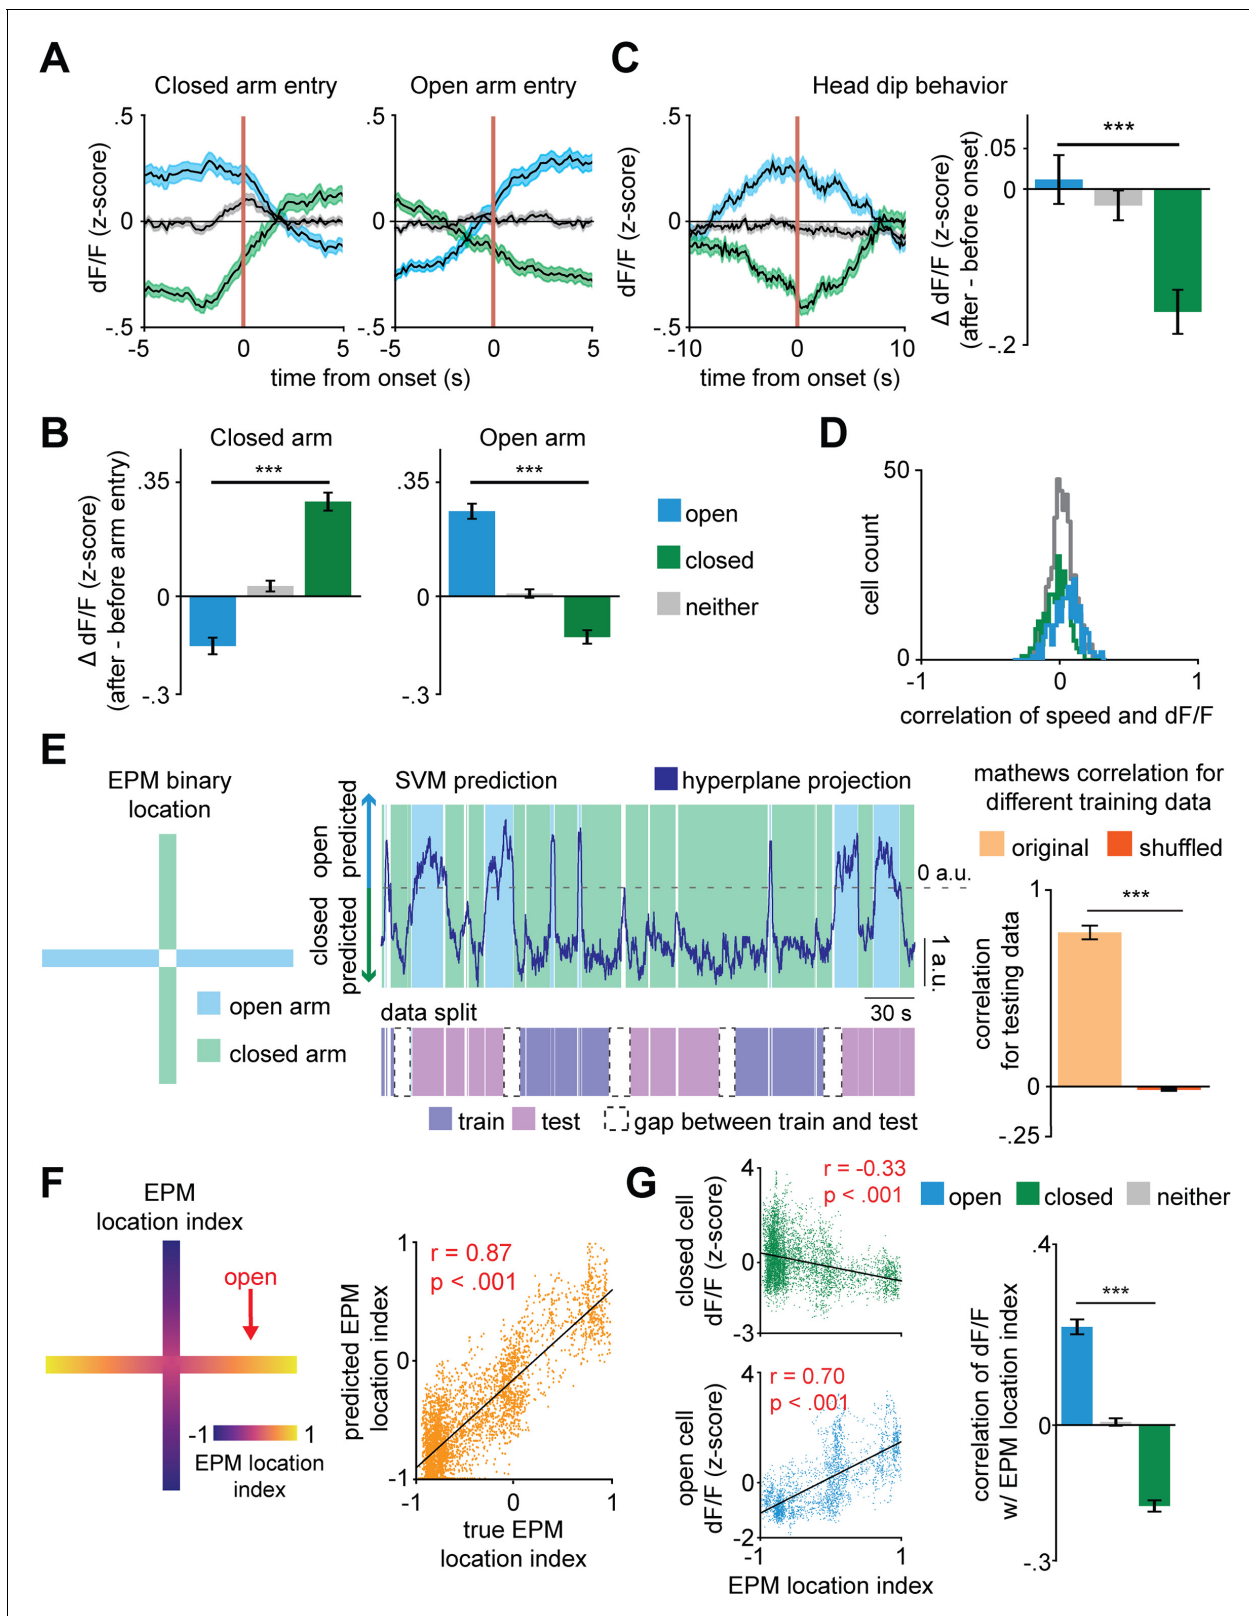 A
Closed arm entry
Open arm entry
dF/F (z-score)
.5
0
-.5
-5
0
5
-5
0
5
time from onset (s)
C
Head dip behavior
dF/F (z-score)
.5
0
-.5
-10
0
10
time from onset (s)
Δ dF/F (z-score)
(after - before onset)
.05
0
-.2
***
B
Closed arm
Open arm
Δ dF/F (z-score)
(after - before arm entry)
.35
0
-.3
***
.35
0
-.3
***
open
closed
neither
D
cell count
50
0
-1
0
1
correlation of speed and dF/F
E
EPM binary
location
open arm
closed arm
SVM prediction
hyperplane projection
open
predicted
closed
predicted
0 a.u.
1 a.u.
30 s
data split
train
test
gap between train and test
mathews correlation for
different training data
original
shuffled
correlation
for testing data
1
0
-.25
***
F
EPM
location index
open
-1
1
EPM location
index
predicted EPM
location index
1
0
-1
r = 0.87
p < .001
-1
0
1
true EPM
location index
G
closed cell
dF/F (z-score)
4
0
-3
r = -0.33
p < .001
open cell
dF/F (z-score)
4
0
-2
r = 0.70
p < .001
-1
1
EPM location index
open
closed
neither
correlation of dF/F
w/ EPM location index
.4
0
-.3
***